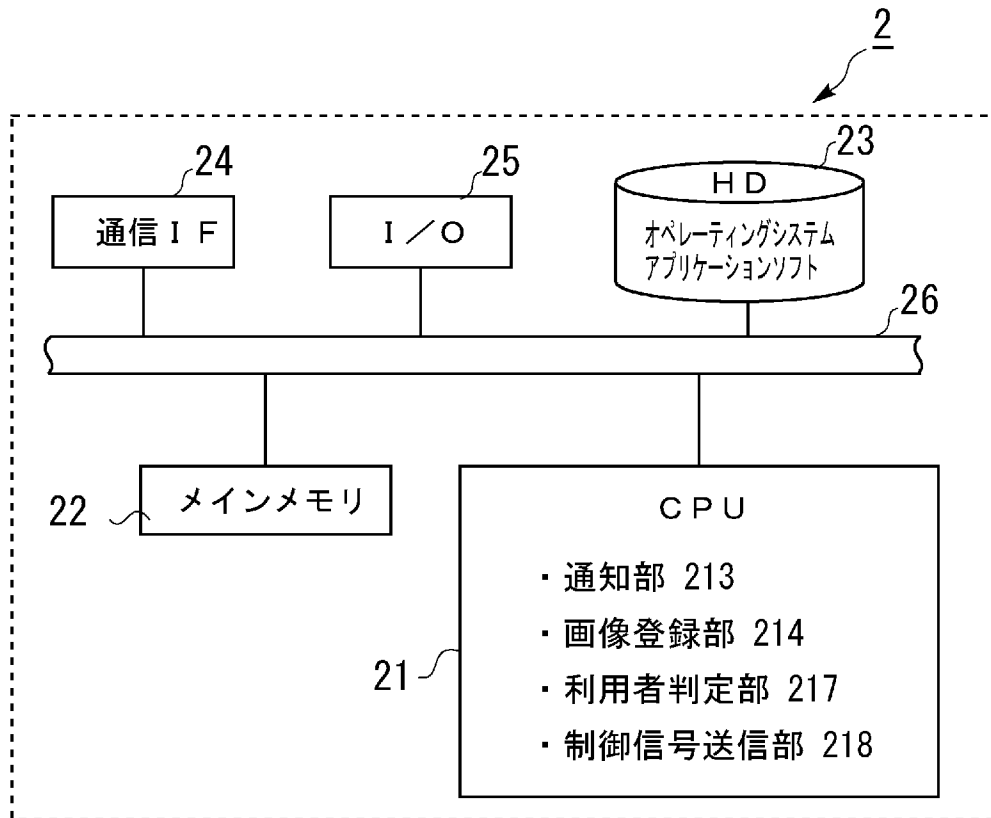 2
24
25
23
通信ＩＦ
Ｉ／Ｏ
ＨＤ
オペレーティングシステム
アプリケーションソフト
26
22
メインメモリ
21
ＣＰＵ
・通知部 213
・画像登録部 214
・利用者判定部 217
・制御信号送信部 218